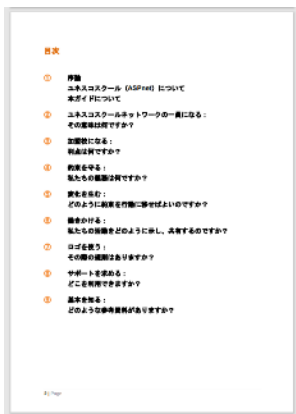 目次
① 序論
ユネスコスクール（ASPnet）について
本ガイドについて
② ユネスコスクールネットワークの一員になる：
その意味は何ですか？
③ 加盟校になる：
利点は何ですか？
④ 約束を守る：
私たちの義務は何ですか？
⑤ 変化を生む：
どのように約束を行動に移せばよいのですか？
⑥ 働きかける：
私たちの活動をどのように示し、共有するのですか？
⑦ ロゴを使う：
その際の規則はありますか？
⑧ サポートを求める：
どこを利用できますか？
⑨ 基本を知る：
どのような参考資料がありますか？
| Page